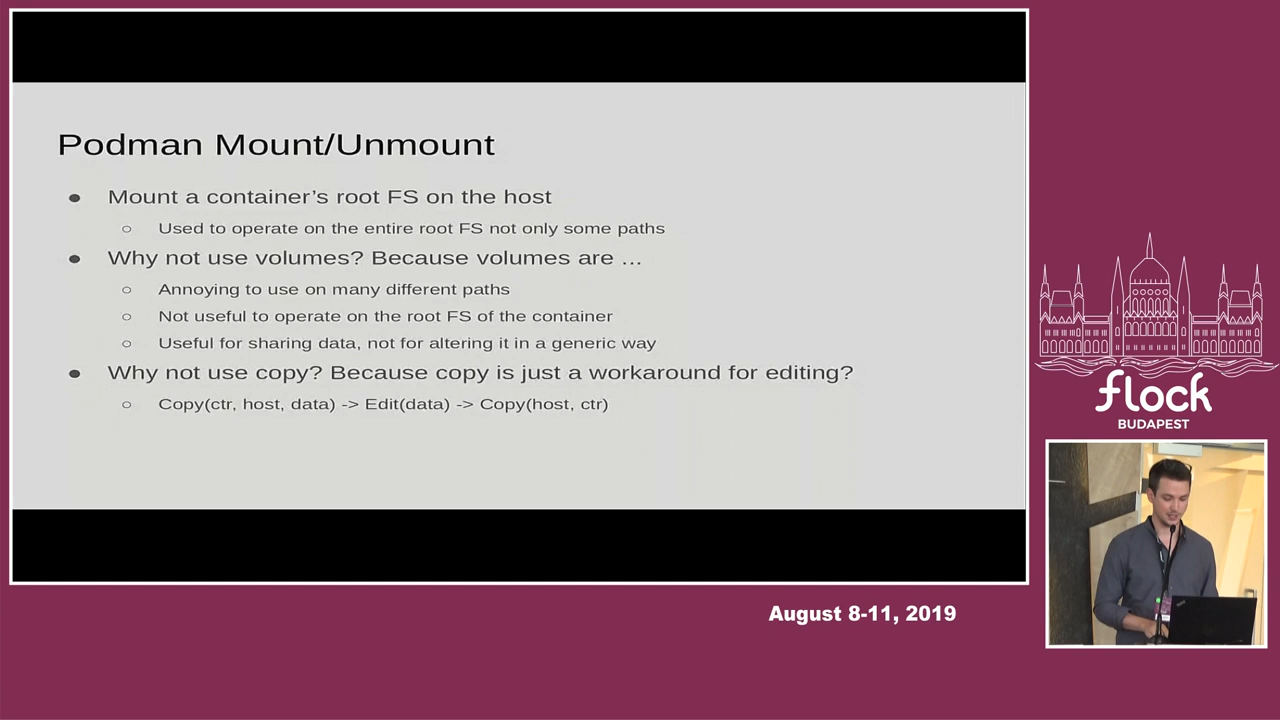 Podman Mount/Unmount
● Mount a container’s root FS on the host
○ Used to operate on the entire root FS not only some paths
● Why not use volumes? Because volumes are ...
○ Annoying to use on many different paths
○ Not useful to operate on the root FS of the container
○ Useful for sharing data, not for altering it in a generic way
● Why not use copy? Because copy is just a workaround for editing?
○ Copy(ctr, host, data) -> Edit(data) -> Copy(host, ctr)
flock
BUDAPEST
August 8-11, 2019